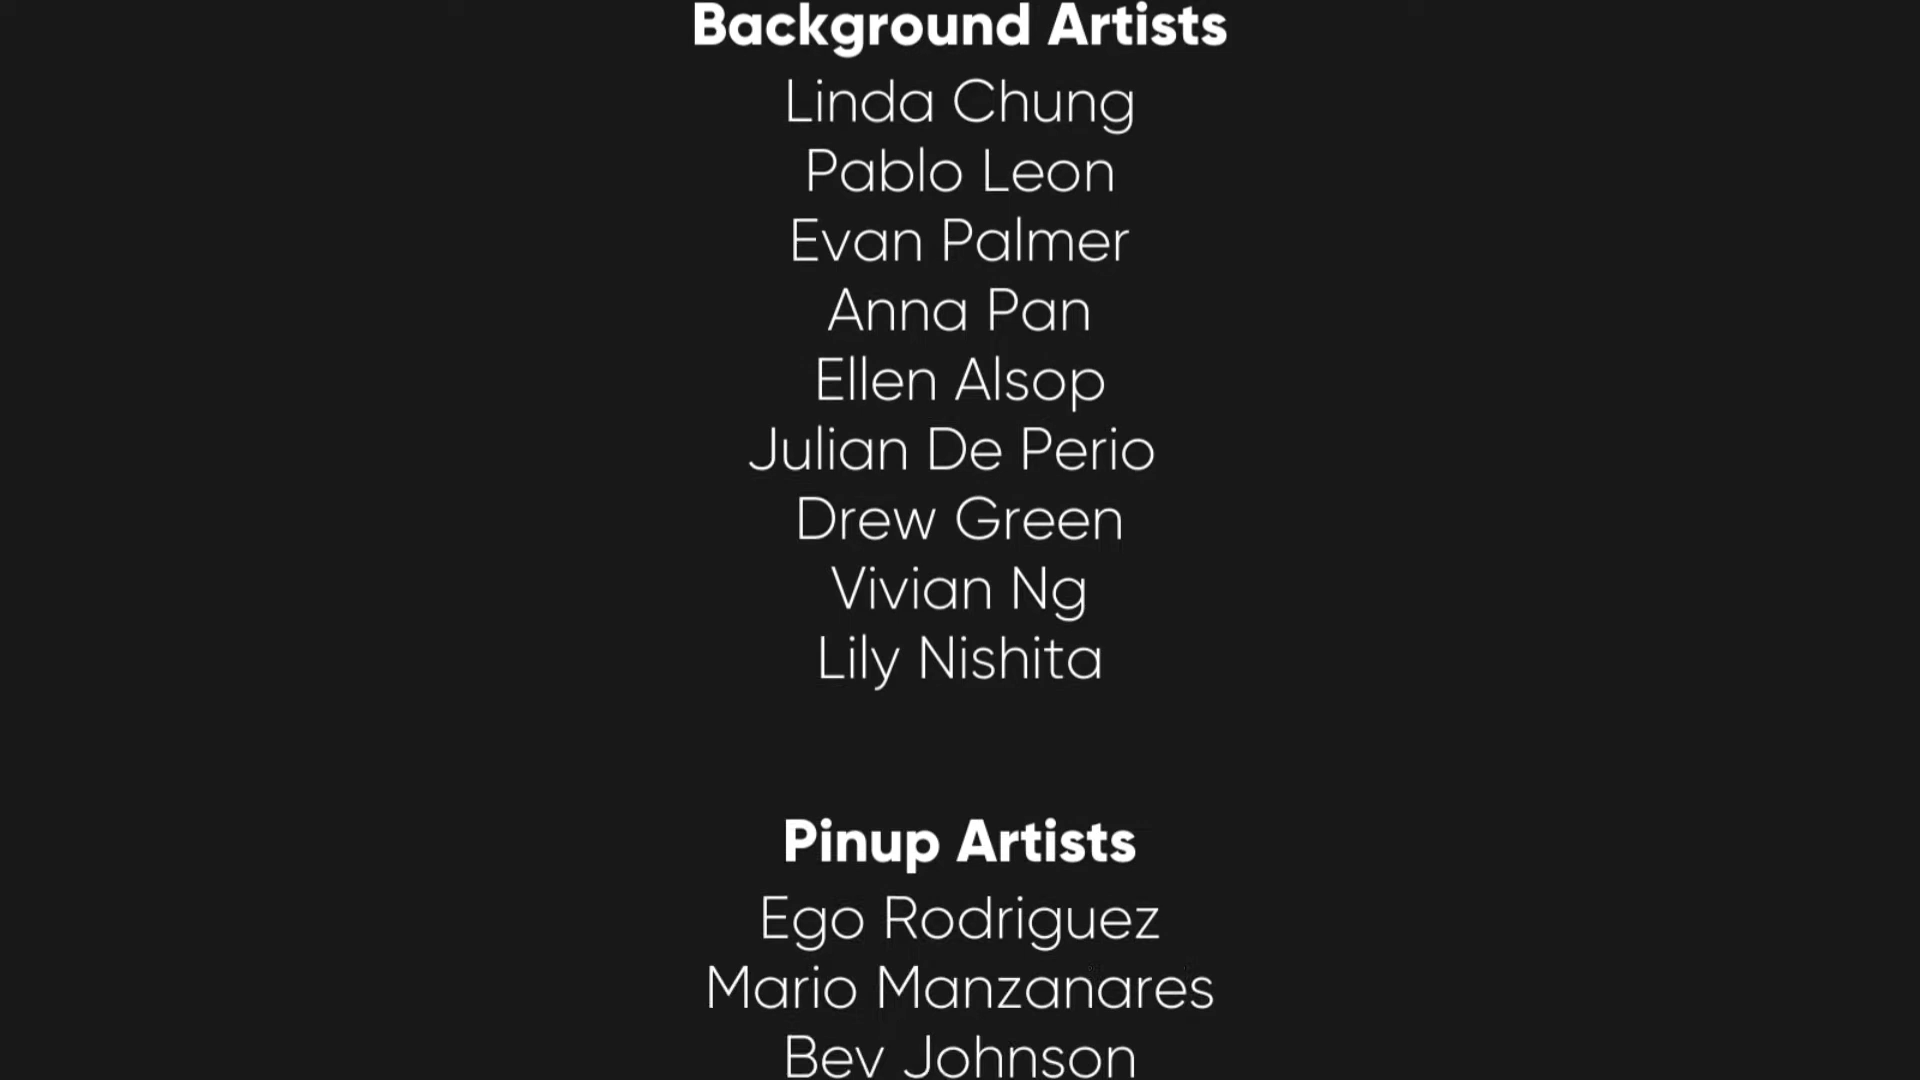 Background Artists
Linda Chung
Pablo Leon
Evan Palmer
Anna Pan
Ellen Alsop
Julian De Perio
Drew Green
Vivian Ng
Lily Nishita
Pinup Artists
Ego Rodriguez
Mario Manzanares
Bev Johnson